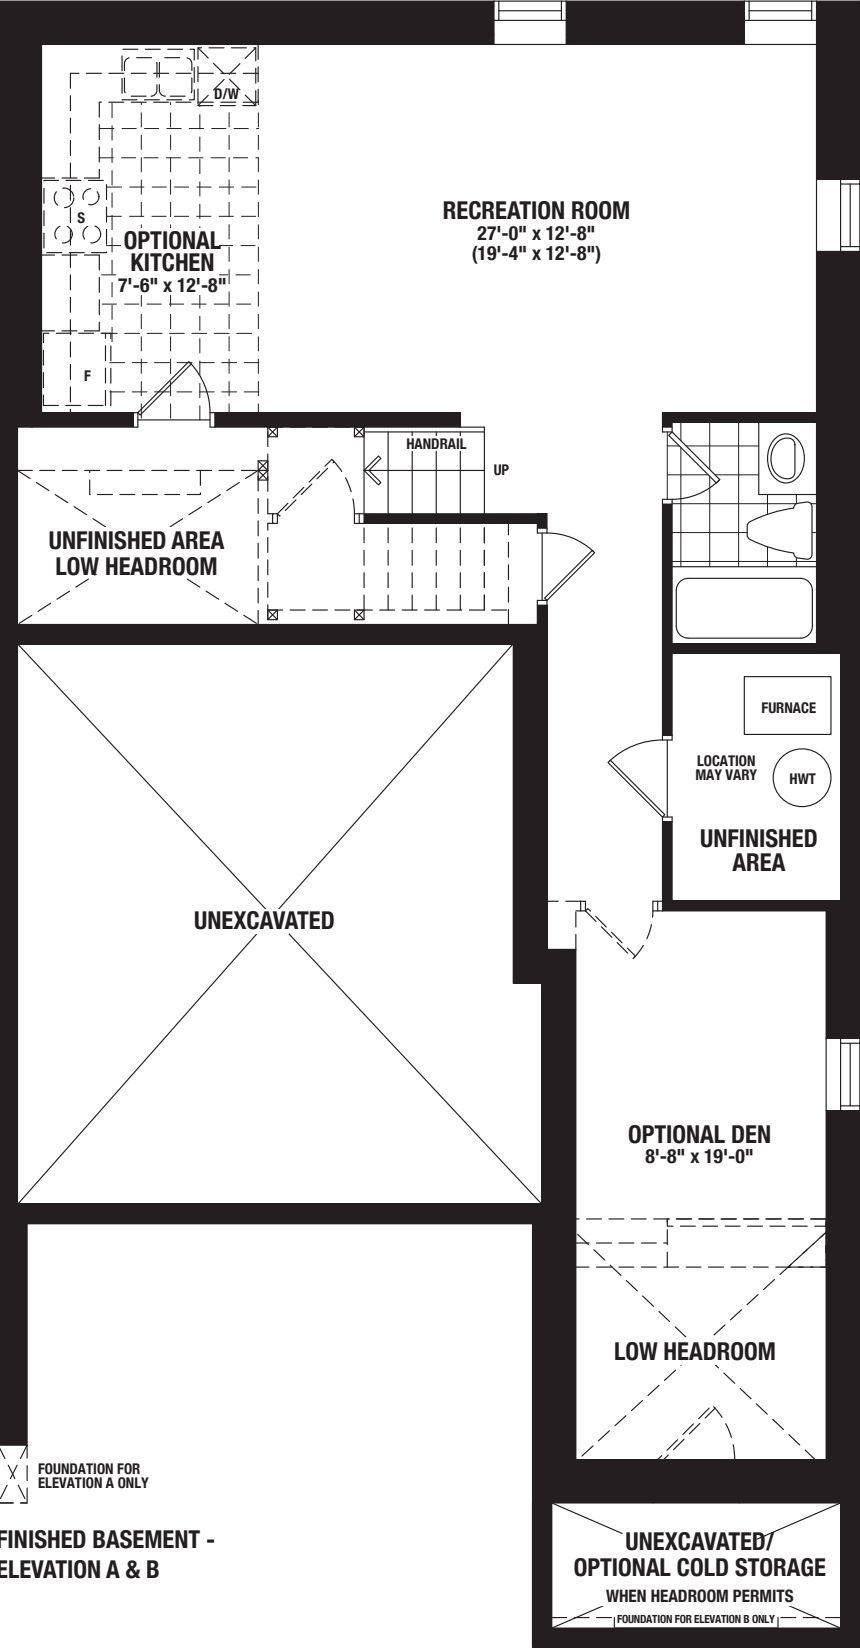 D/W
RECREATION ROOM
27'-0" x 12'-8"
(19'-4" x 12'-8")
S
OPTIONAL
KITCHEN
7'-6" x 12'-8"
F
HANDRAIL
UP
UNFINISHED AREA
LOW HEADROOM
FURNACE
LOCATION
MAY VARY
HWT
UNFINISHED
AREA
UNEXCAVATED
OPTIONAL DEN
8'-8" x 19'-0"
LOW HEADROOM
FOUNDATION FOR
ELEVATION A ONLY
FINISHED BASEMENT -
ELEVATION A & B
UNEXCAVATED/
OPTIONAL COLD STORAGE
WHEN HEADROOM PERMITS
FOUNDATION FOR ELEVATION B ONLY